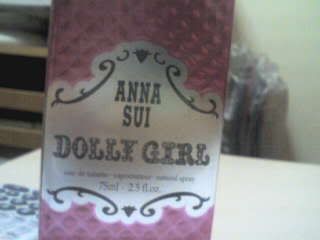 ANNA
SUI
DOLLY GIRL
eau de toilette - vaporisateur - natural spray
75ml - 2.5 fl.oz.